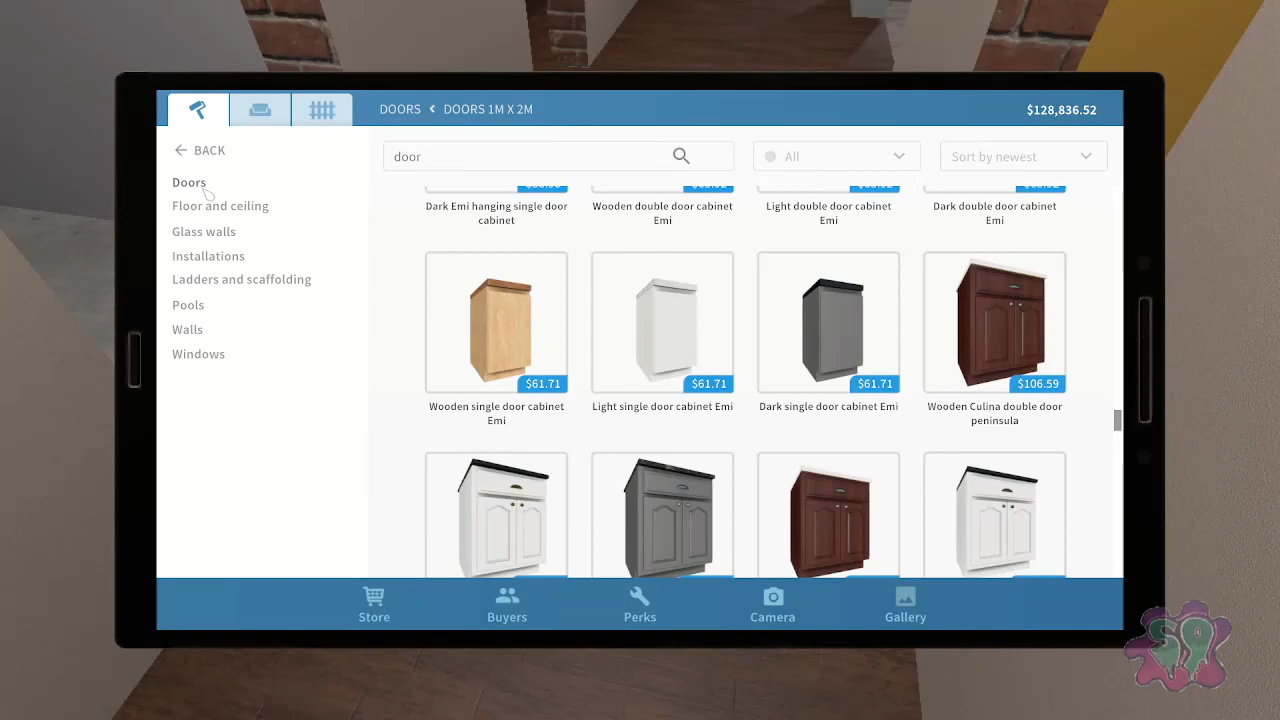 DOORS < DOORS 1M X 2M
$128,836.52
BACK
door
All
Sort by newest
Doors
Floor and ceiling
Glass walls
Installations
Ladders and scaffolding
Pools
Walls
Windows
Dark Emi hanging single door
cabinet
Wooden double door cabinet
Emi
Light double door cabinet
Emi
Dark double door cabinet
Emi
$61.71
$61.71
$61.71
$106.59
Wooden single door cabinet
Emi
Light single door cabinet Emi
Dark single door cabinet Emi
Wooden Culina double door
peninsula
Store
Buyers
Perks
Camera
Gallery
S9